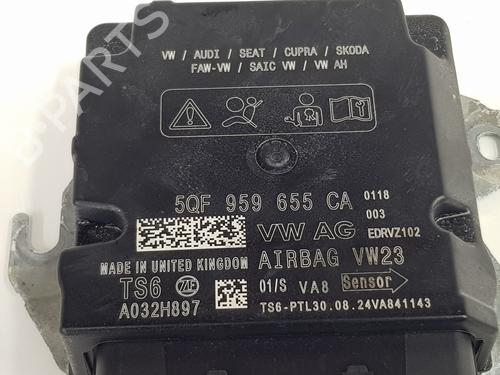 VW / AUDI / SEAT / CUPRA / SKODA
FAW-VW / SAIC VW / VW AH
5QF 959 655 CA 0118
003
VW AG EDRVZ102
MADE IN UNITED KINGDOM
AIRBAG VW23
TS6 ZF 01/S VA8 Sensor
A032H897 TS6-PTL30.08.24VA841143